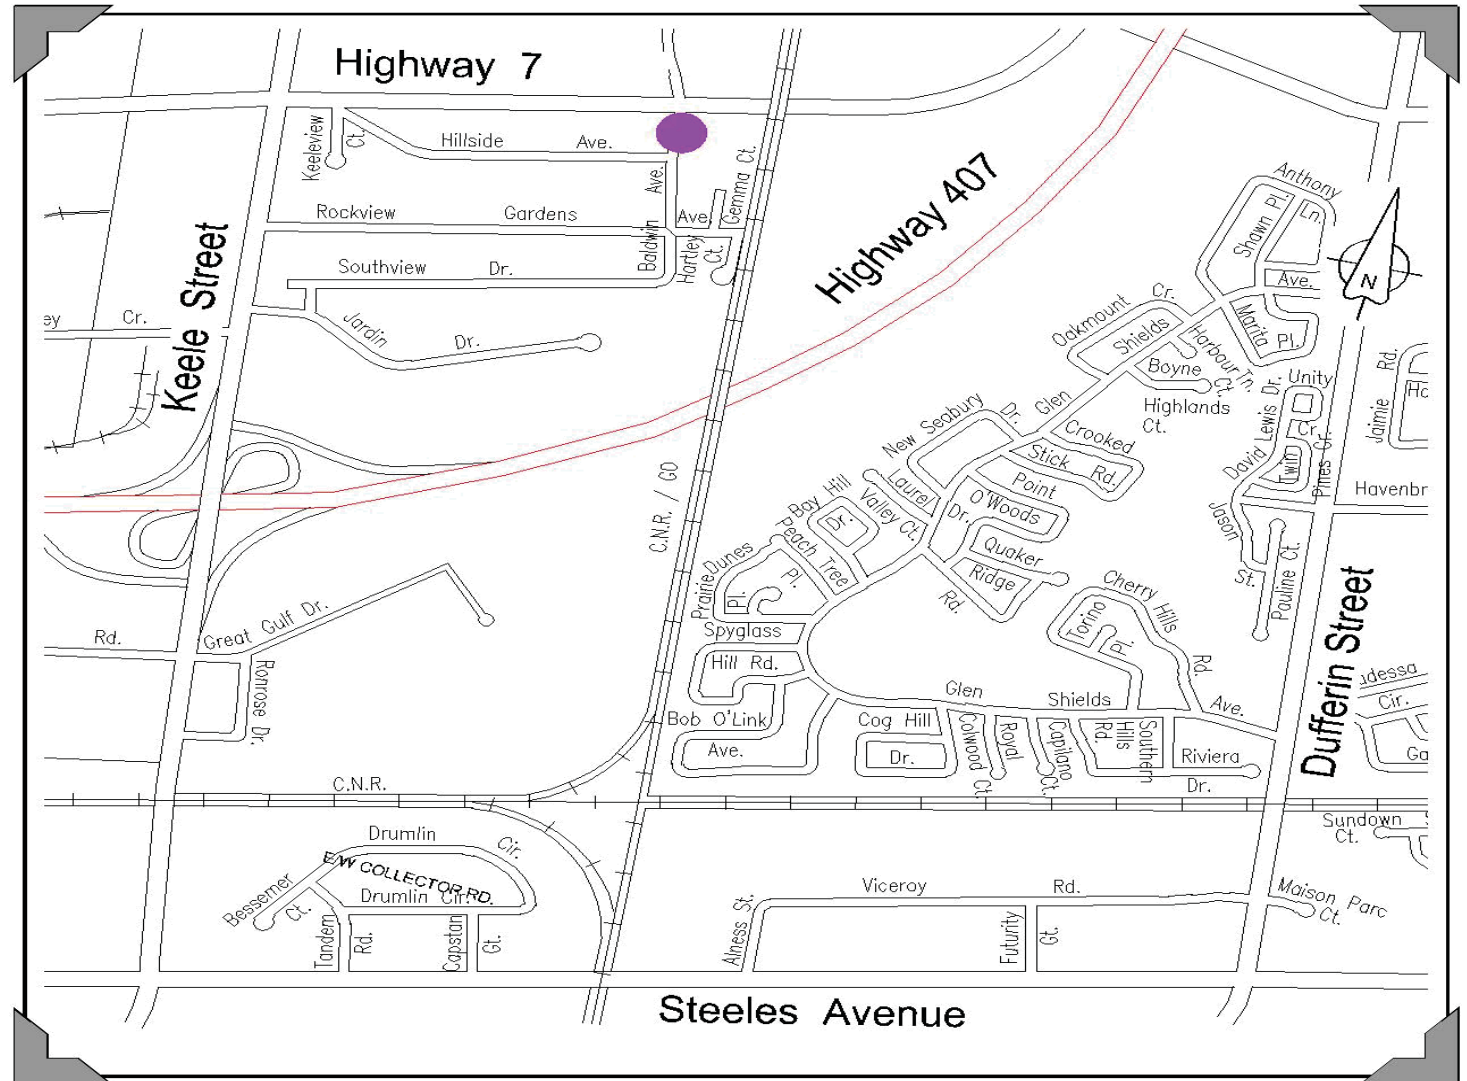 Highway 7
Keeleview Ct.
Hillside Ave.
Baldwin Ave.
Gemma Ct.
Rockview Gardens
Ave.
Hartley Ct.
Southview Dr.
Jardin Dr.
Cr.
Keele Street
Highway 407
Anthony Ln.
Shawn Pl.
Ave.
N
Marita Pl.
Oakmount Cr.
Shields
Harbour Tn.
Boyne Ct.
Highlands Ct.
Glen
Unity Cr.
David Lewis Dr.
Twin Pines Cr.
Jaimie Rd.
Havenbr
New Seabury Dr.
Crooked Stick Rd.
Laurel Valley Ct.
Point O'Woods Dr.
Bay Hill Dr.
Peach Tree Pl.
Quaker Ridge Rd.
Jason St.
Pauline Ct.
C.N.R. / GO
Prairie Dunes Pl.
Spyglass Hill Rd.
Cherry Hills Rd.
Torino Pl.
Dufferin Street
Great Gulf Dr.
Rd.
Ronrose Dr.
Bob O'Link Ave.
Glen Shields Ave.
Cog Hill Dr.
Colwood Ct.
Royal
Capilano Ct.
Southern Hills Rd.
Riviera Dr.
Cir.
Ga
C.N.R.
Sundown Ct.
Drumlin Cir.
E/W COLLECTOR RD.
Drumlin Cir.
Bessemer Ct.
Tandem Rd.
Capstan Gt.
Viceroy Rd.
Alness St.
Futurity Gt.
Maison Parc Ct.
Steeles Avenue